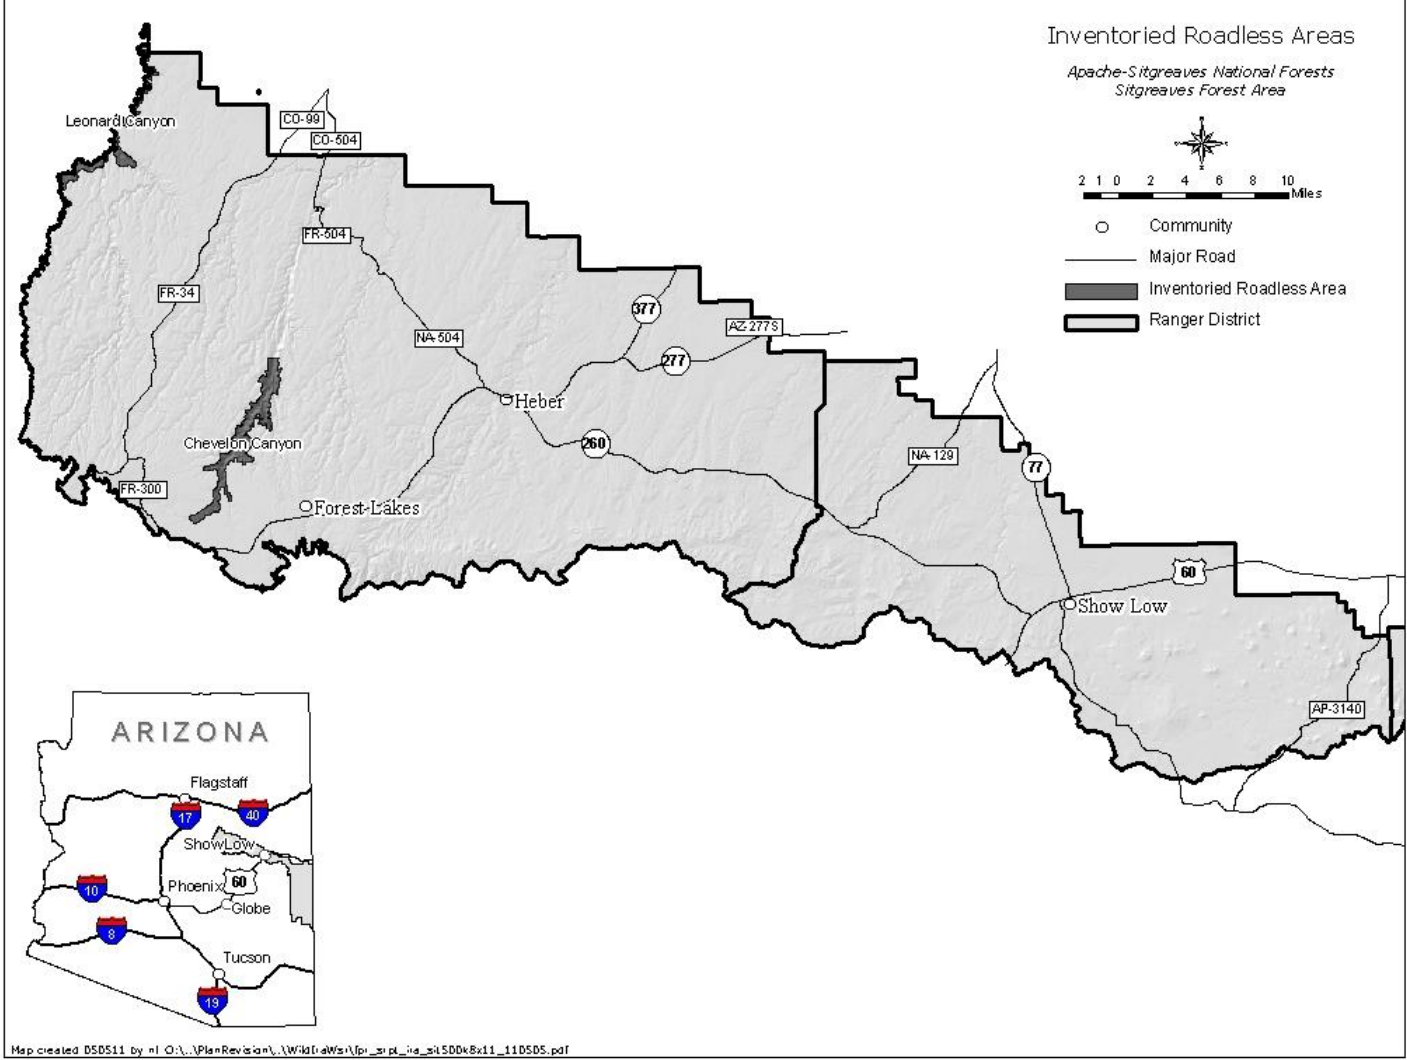 Inventoried Roadless Areas
Apache-Sitgreaves National Forests
Sitgreaves Forest Area
2 1 0 2 4 6 8 10
Miles
Community
Major Road
Inventoried Roadless Area
Ranger District
Leonard Canyon
CO-99
CO-504
FR-504
FR-34
377
AZ-277S
NA-504
277
Heber
Chevelon Canyon
260
NA-129
77
FR-300
Forest Lakes
60
Show Low
AP-3140
ARIZONA
Flagstaff
17
40
ShowLow
Phoenix
60
10
Globe
8
Tucson
19
Map created